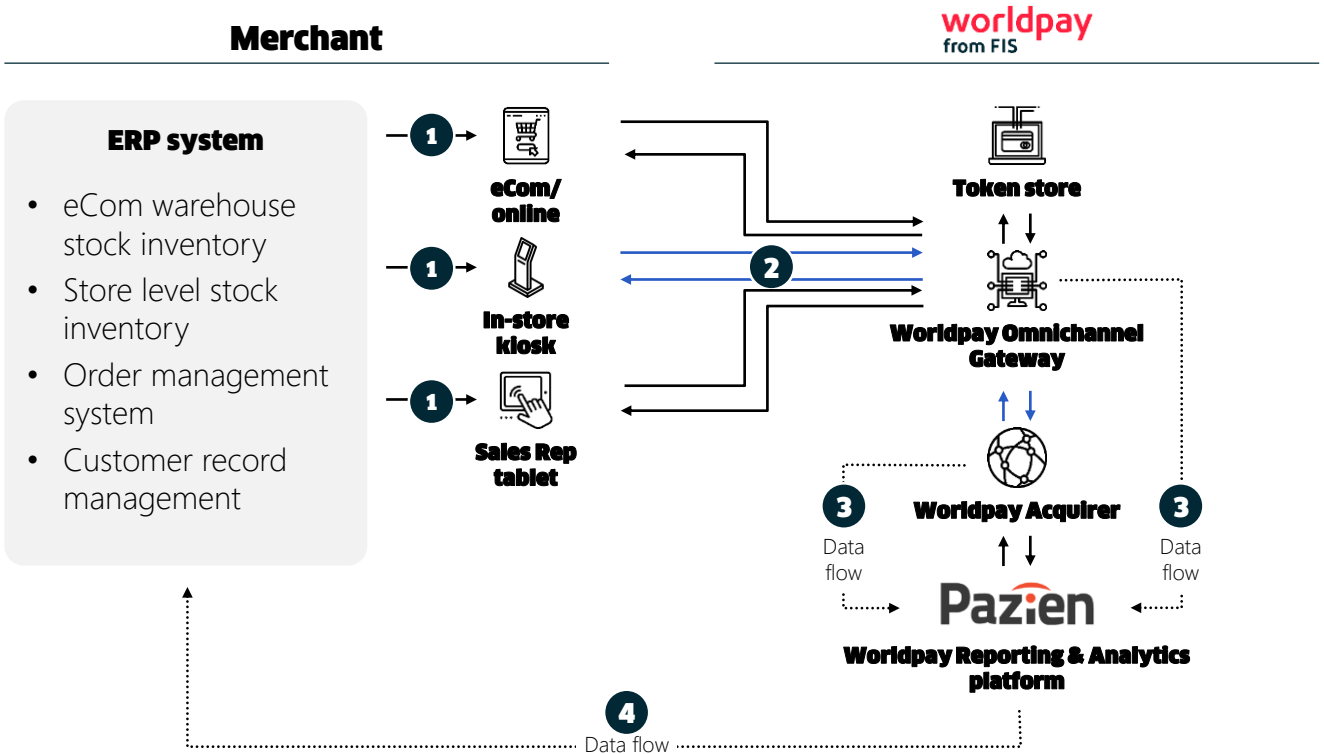 Merchant
worldpay
from FIS
ERP system
• eCom warehouse
stock inventory
• Store level stock
inventory
• Order management
system
• Customer record
management
1
eCom/
online
1
In-store
kiosk
1
Sales Rep
tablet
2
Token store
Worldpay Omnichannel
Gateway
Worldpay Acquirer
3
Data
flow
3
Data
flow
Pazien
Worldpay Reporting & Analytics
platform
4
Data flow